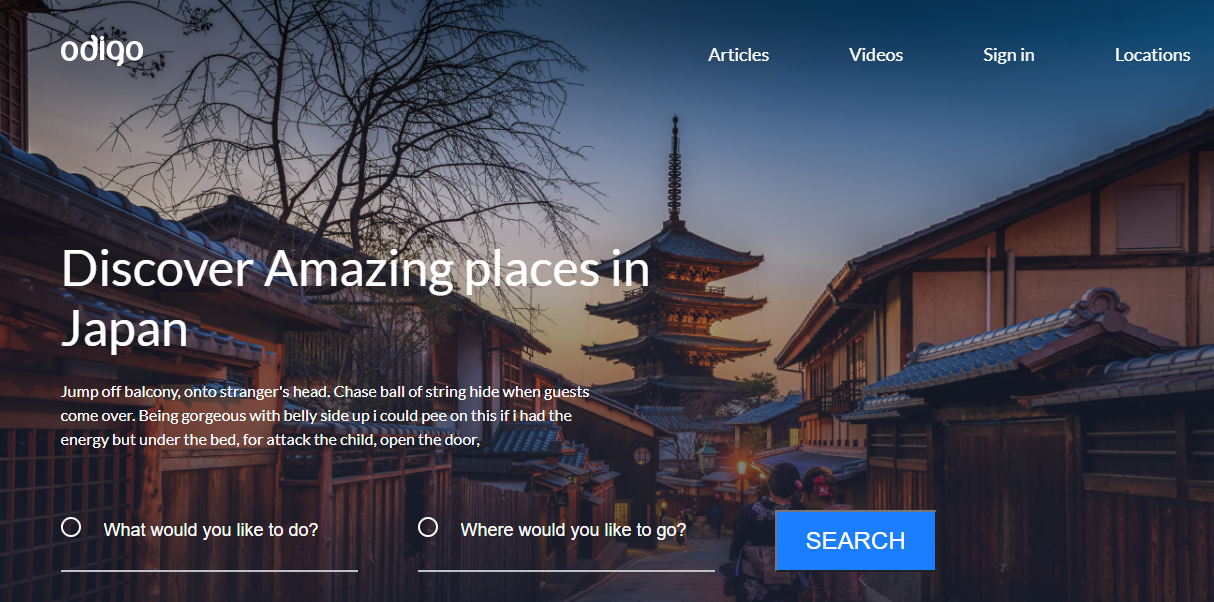 odigo
Articles
Videos
Sign in
Locations
Discover Amazing places in
Japan
Jump off balcony, onto stranger's head. Chase ball of string hide when guests
come over. Being gorgeous with belly side up i could pee on this if i had the
energy but under the bed, for attack the child, open the door,
What would you like to do?
Where would you like to go?
SEARCH